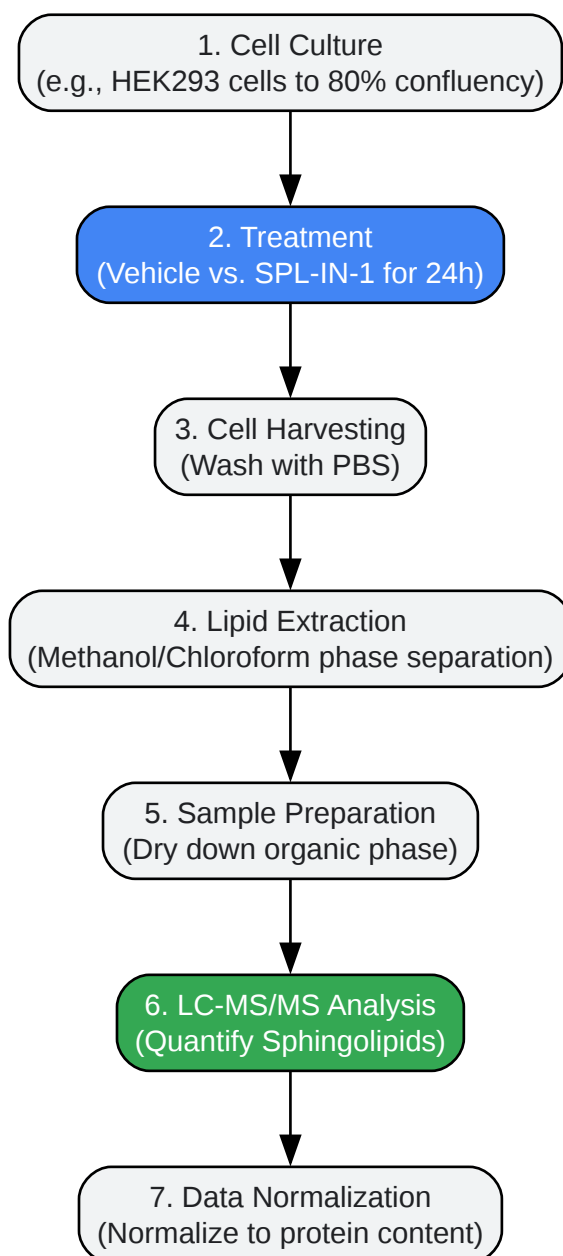 1. Cell Culture
(e.g., HEK293 cells to 80% confluency)
2. Treatment
(Vehicle vs. SPL-IN-1 for 24h)
3. Cell Harvesting
(Wash with PBS)
4. Lipid Extraction
(Methanol/Chloroform phase separation)
5. Sample Preparation
(Dry down organic phase)
6. LC-MS/MS Analysis
(Quantify Sphingolipids)
7. Data Normalization
(Normalize to protein content)